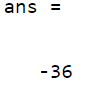 ans =
-36